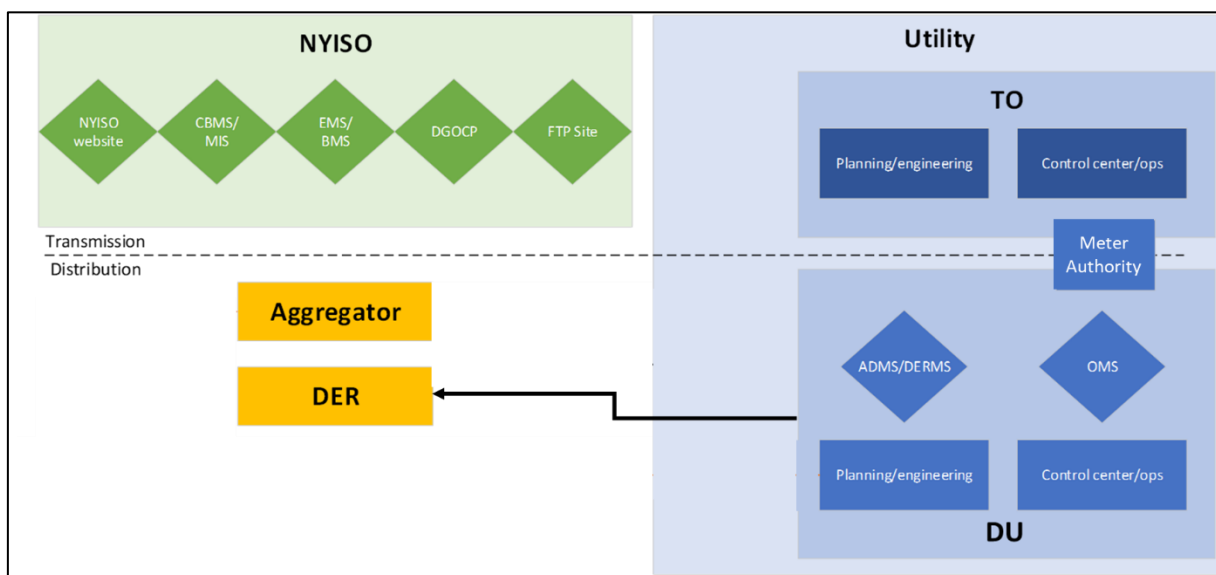 NYISO
NYISO
website
CBMS/
MIS
EMS/
BMS
DGOCP
FTP Site
Utility
TO
Planning/engineering
Control center/ops
Transmission
Distribution
Meter
Authority
Aggregator
DER
ADMS/DERMS
OMS
Planning/engineering
Control center/ops
DU